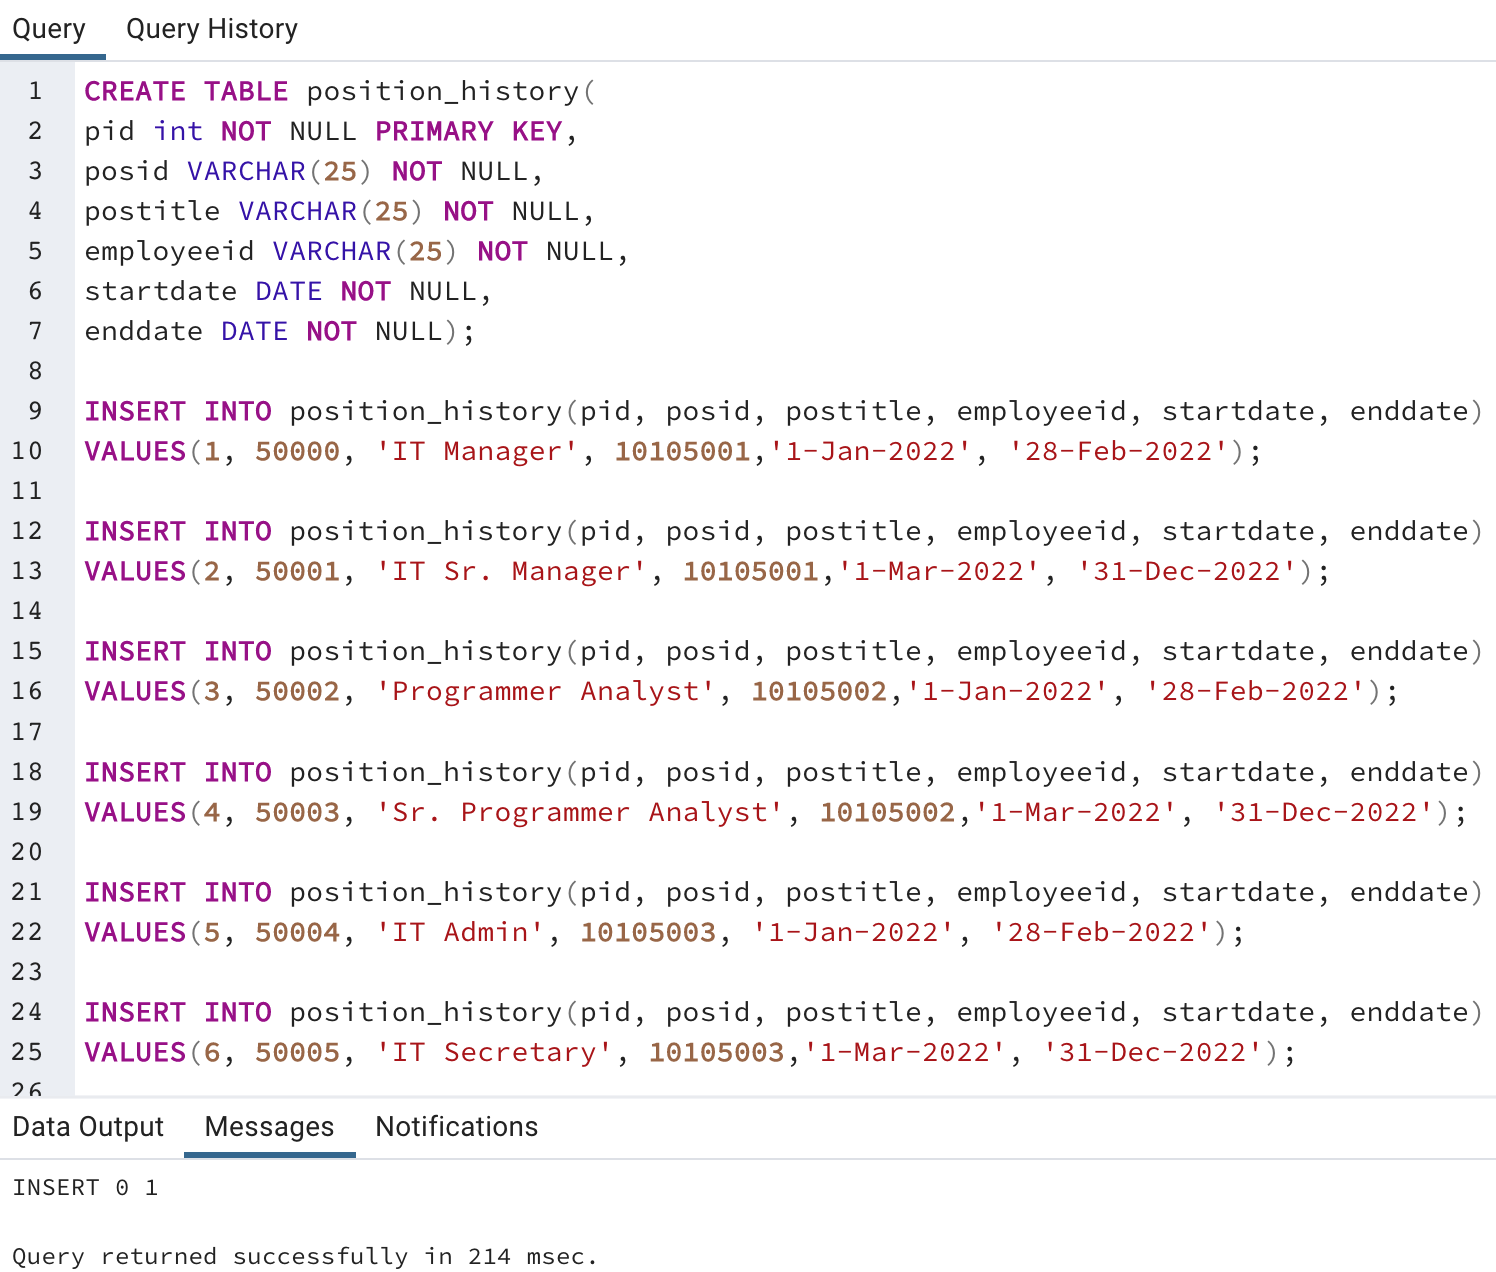 Query Query History
1 CREATE TABLE position_history(
2 pid int NOT NULL PRIMARY KEY,
3 posid VARCHAR(25) NOT NULL,
4 postitle VARCHAR(25) NOT NULL,
5 employeeid VARCHAR(25) NOT NULL,
6 startdate DATE NOT NULL,
7 enddate DATE NOT NULL);
8
9 INSERT INTO position_history(pid, posid, postitle, employeeid, startdate, enddate)
10 VALUES(1, 50000, 'IT Manager', 10105001,'1-Jan-2022', '28-Feb-2022');
11
12 INSERT INTO position_history(pid, posid, postitle, employeeid, startdate, enddate)
13 VALUES(2, 50001, 'IT Sr. Manager', 10105001,'1-Mar-2022', '31-Dec-2022');
14
15 INSERT INTO position_history(pid, posid, postitle, employeeid, startdate, enddate)
16 VALUES(3, 50002, 'Programmer Analyst', 10105002,'1-Jan-2022', '28-Feb-2022');
17
18 INSERT INTO position_history(pid, posid, postitle, employeeid, startdate, enddate)
19 VALUES(4, 50003, 'Sr. Programmer Analyst', 10105002,'1-Mar-2022', '31-Dec-2022');
20
21 INSERT INTO position_history(pid, posid, postitle, employeeid, startdate, enddate)
22 VALUES(5, 50004, 'IT Admin', 10105003, '1-Jan-2022', '28-Feb-2022');
23
24 INSERT INTO position_history(pid, posid, postitle, employeeid, startdate, enddate)
25 VALUES(6, 50005, 'IT Secretary', 10105003,'1-Mar-2022', '31-Dec-2022');
26
Data Output Messages Notifications
INSERT 0 1
Query returned successfully in 214 msec.